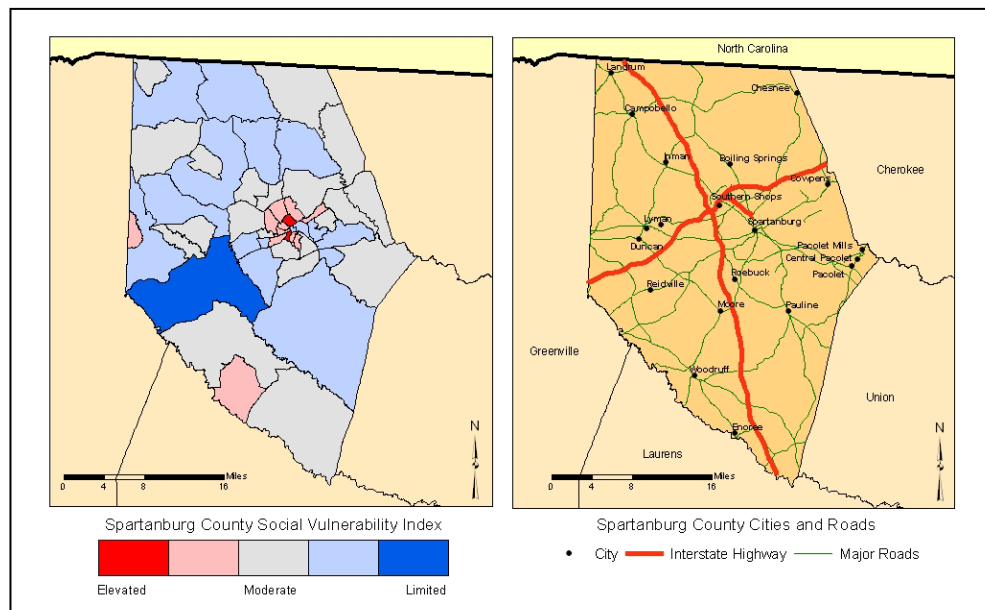 N
Miles
0 4 8 16
Spartanburg County Social Vulnerability Index
Elevated Moderate Limited
North Carolina
Landrum
Chesnee
Campobello
Inman
Boiling Springs
Cherokee
Cowpens
Southern Shops
Lyman
Spartanburg
Duncan
Pacolet Mills
Central Pacolet
Pacolet
Roebuck
Reidville
Moore
Pauline
Greenville
Woodruff
Union
Enoree
Laurens
N
Miles
0 4 8 16
Spartanburg County Cities and Roads
City Interstate Highway Major Roads